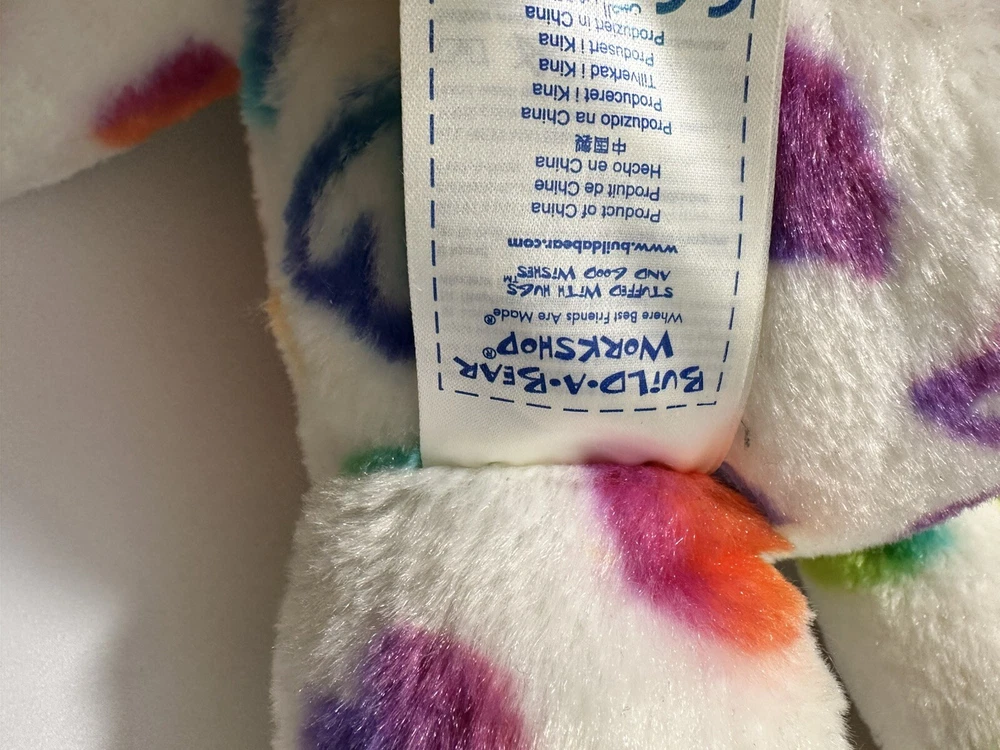 BUILD-A-BEAR
WORKSHOP®
Where Best Friends Are Made®
STUFFED WITH HUGS
AND GOOD WISHES™
www.buildabear.com
Product of China
Produit de Chine
Hecho en China
中国製
Produzido na China
Produceret i Kina
Tillverkad i Kina
Produsert i Kina
Produziert in China